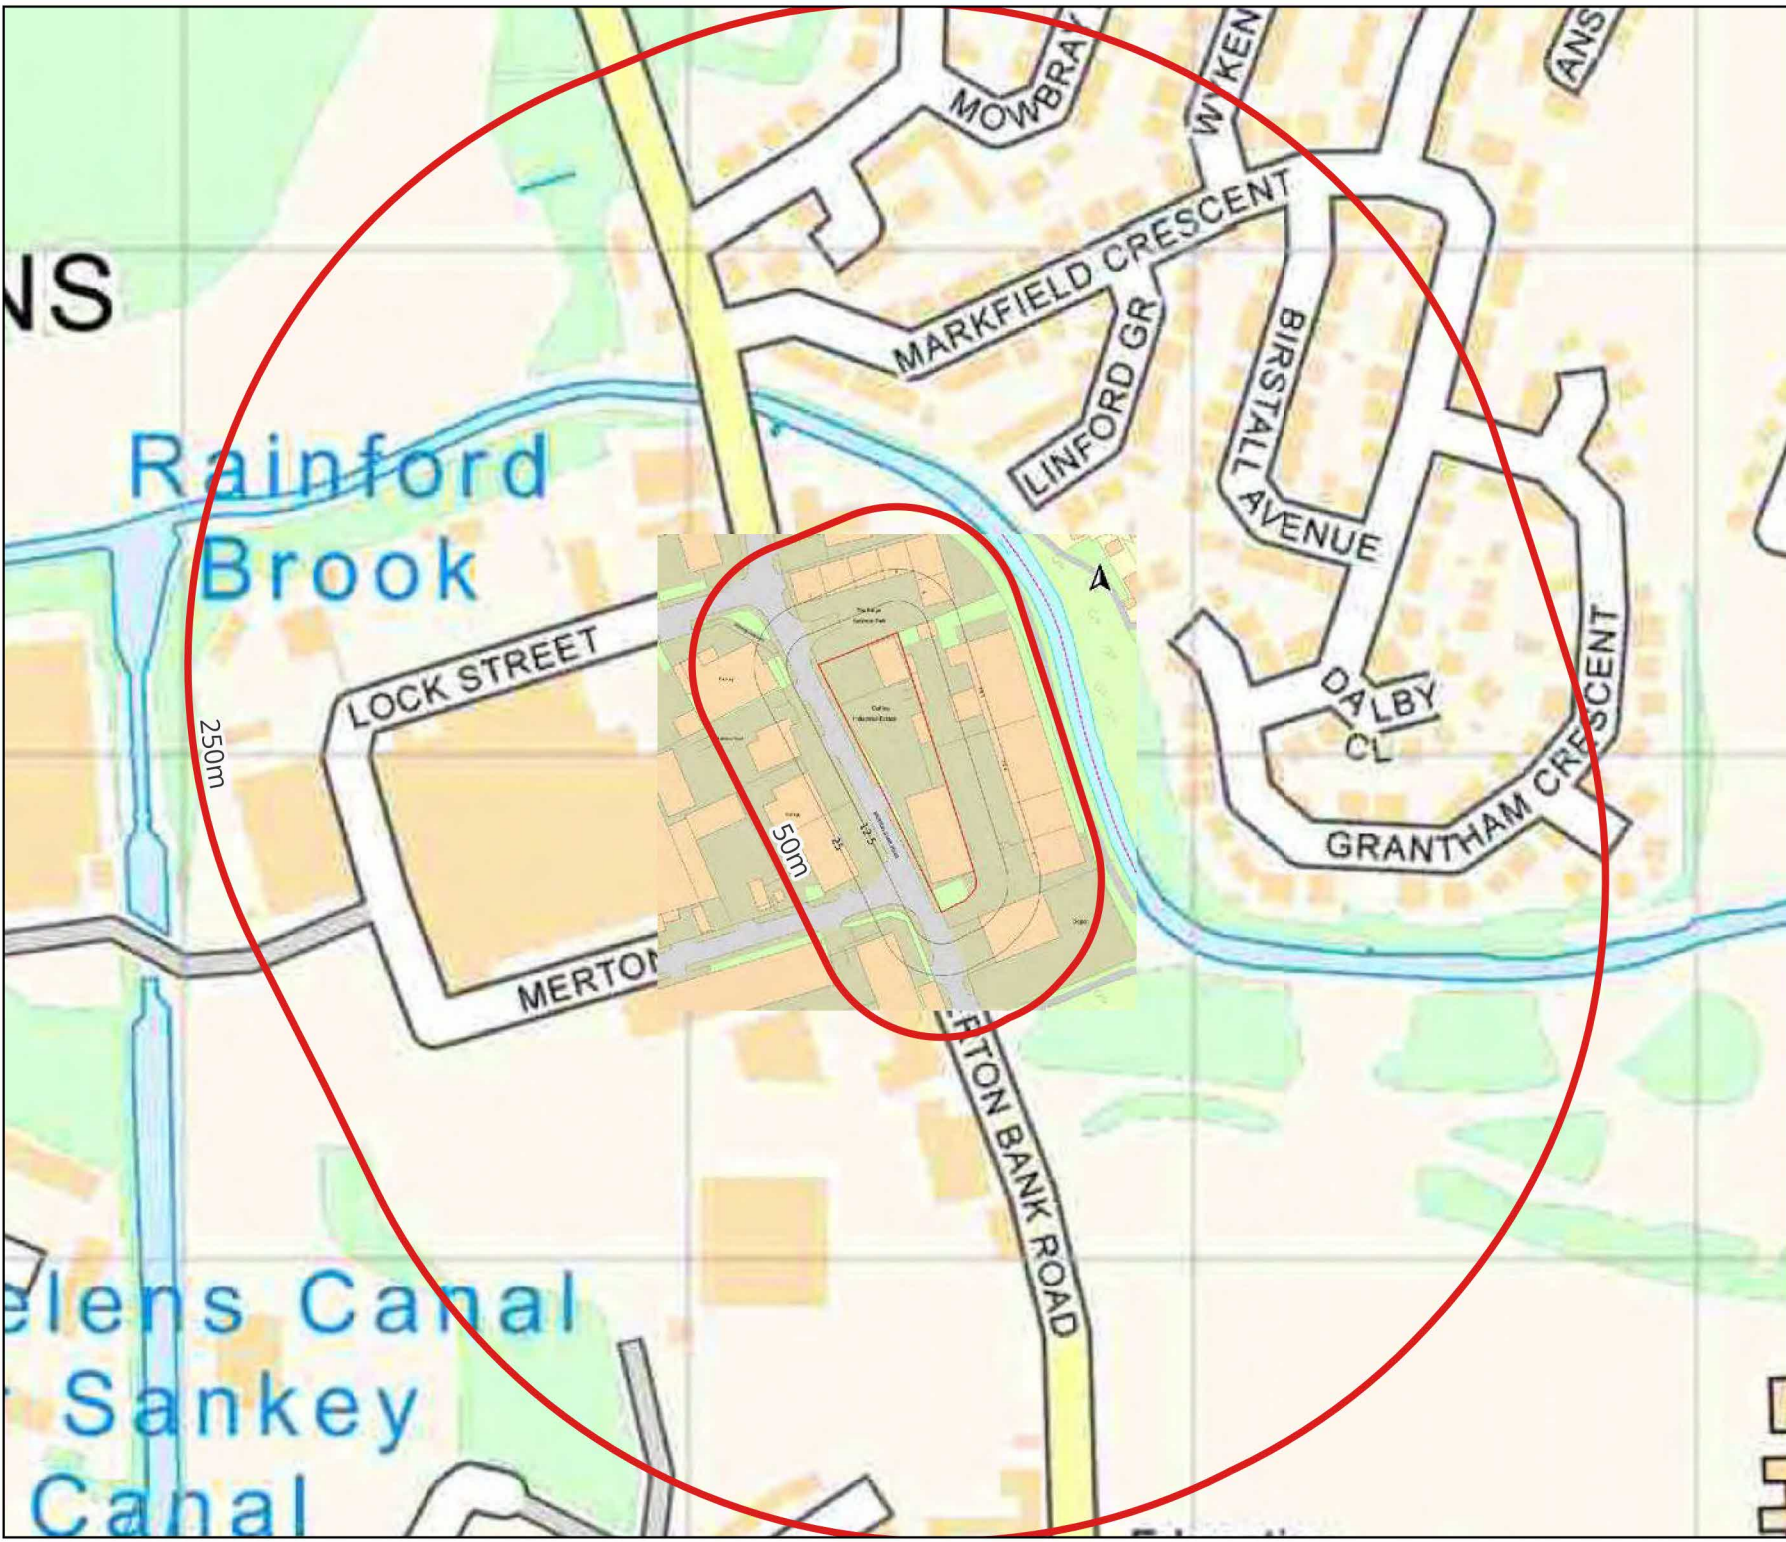 ANS
WYKEN
MOWBRAY
NS
MARKFIELD CRESCENT
LINFORD GR
BIRSTALL
AVENUE
Rainford
Brook
LOCK STREET
250m
DALBY
CL
GRANTHAM CRESCENT
50m
25
12.5
Depot
MERTON
RTON BANK ROAD
elens Canal
Sankey
Canal